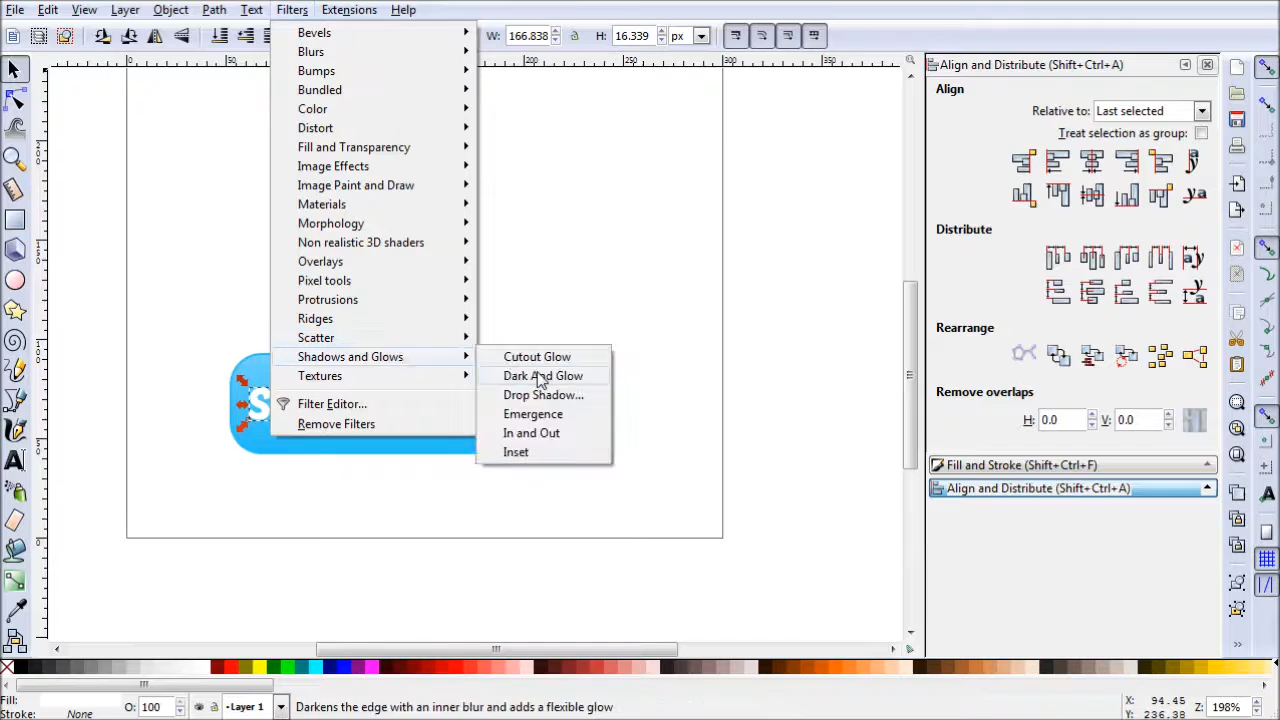 File Edit View Layer Object Path Text Filters Extensions Help
W: 166.838 H: 16.339 px
Align and Distribute (Shift+Ctrl+A)
Bevels
Blurs
Bumps
Bundled
Color
Distort
Fill and Transparency
Image Effects
Image Paint and Draw
Materials
Morphology
Non realistic 3D shaders
Overlays
Pixel tools
Protrusions
Ridges
Scatter
Shadows and Glows
Textures
Filter Editor...
Remove Filters
Cutout Glow
Dark And Glow
Drop Shadow...
Emergence
In and Out
Inset
0 50 200 250 300 350
S
Align
Relative to: Last selected
Treat selection as group:
Distribute
Rearrange
Remove overlaps
H: 0.0 V: 0.0
Fill and Stroke (Shift+Ctrl+F)
Align and Distribute (Shift+Ctrl+A)
Fill:
Stroke: None
O: 100
Layer 1
Darkens the edge with an inner blur and adds a flexible glow
X: 94.45
Y: 236.38
Z: 198%